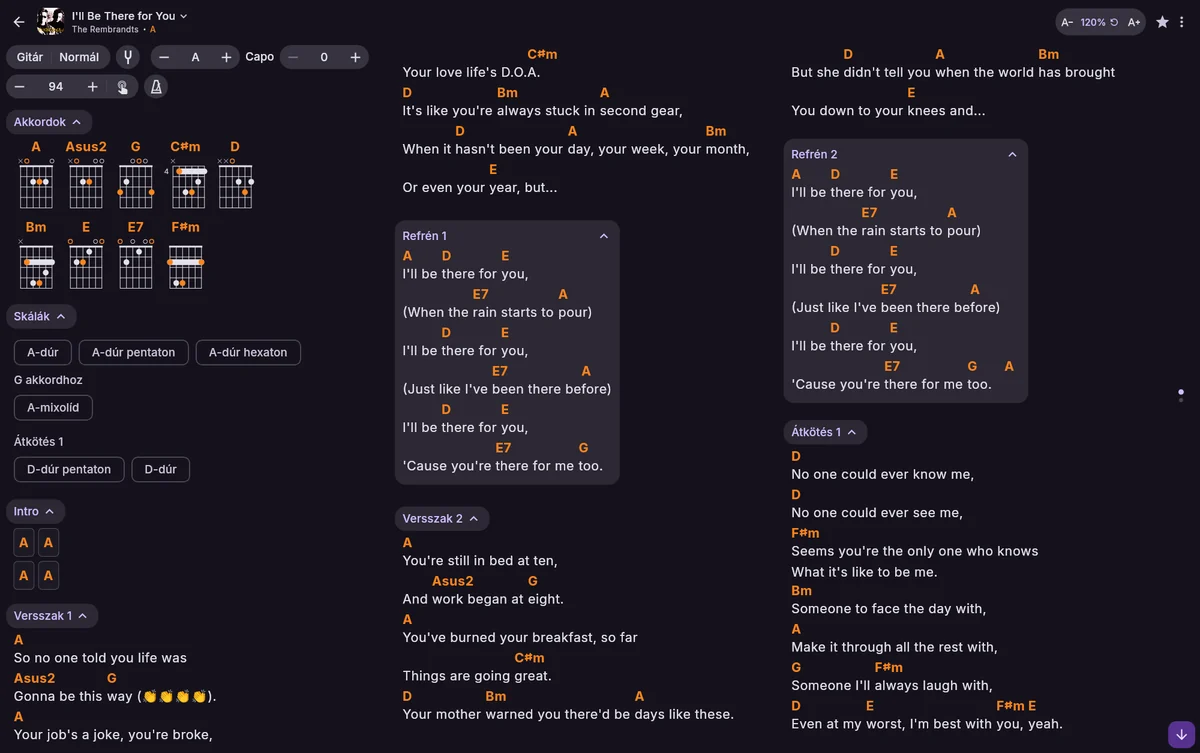 I'll Be There for You
The Rembrandts • A
A- 120% A+
Gitár Normál
− A + Capo − 0 +
− 94 +
Akkordok
A Asus2 G C#m D
4
Bm E E7 F#m
Skálák
A-dúr A-dúr pentaton A-dúr hexaton
G akkordhoz
A-mixolíd
Átkötés 1
D-dúr pentaton D-dúr
Intro
A A
A A
Versszak 1
A
So no one told you life was
Asus2 G
Gonna be this way (👏👏👏👏).
A
Your job's a joke, you're broke,
C#m
Your love life's D.O.A.
D Bm A
It's like you're always stuck in second gear,
D A Bm
When it hasn't been your day, your week, your month,
E
Or even your year, but...
Refrén 1
A D E
I'll be there for you,
E7 A
(When the rain starts to pour)
D E
I'll be there for you,
E7 A
(Just like I've been there before)
D E
I'll be there for you,
E7 G
'Cause you're there for me too.
Versszak 2
A
You're still in bed at ten,
Asus2 G
And work began at eight.
A
You've burned your breakfast, so far
C#m
Things are going great.
D Bm A
Your mother warned you there'd be days like these.
D A Bm
But she didn't tell you when the world has brought
E
You down to your knees and...
Refrén 2
A D E
I'll be there for you,
E7 A
(When the rain starts to pour)
D E
I'll be there for you,
E7 A
(Just like I've been there before)
D E
I'll be there for you,
E7 G A
'Cause you're there for me too.
Átkötés 1
D
No one could ever know me,
D
No one could ever see me,
F#m
Seems you're the only one who knows
What it's like to be me.
Bm
Someone to face the day with,
A
Make it through all the rest with,
G F#m
Someone I'll always laugh with,
D E F#m E
Even at my worst, I'm best with you, yeah.